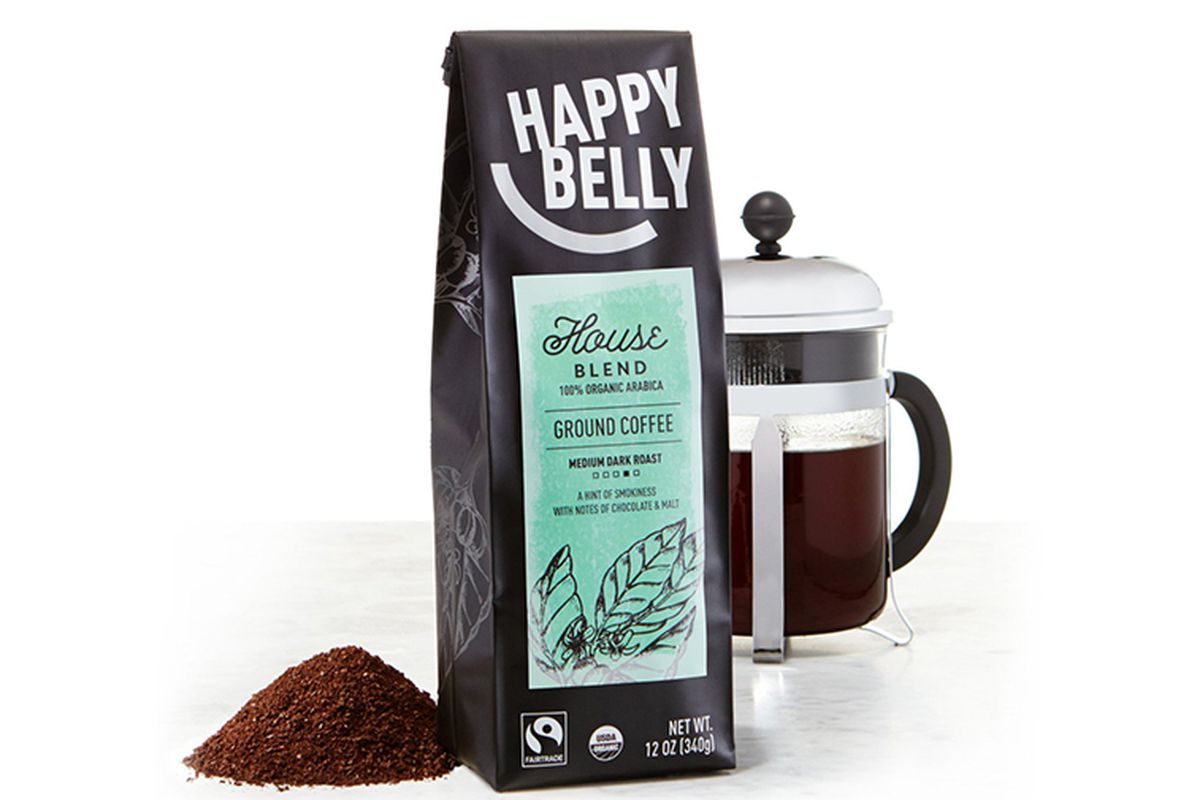 HAPPY
BELLY
House
BLEND
100% ORGANIC ARABICA
GROUND COFFEE
MEDIUM DARK ROAST
A HINT OF SMOKINESS
WITH NOTES OF CHOCOLATE & MALT
FAIRTRADE
USDA
ORGANIC
NET WT.
12 OZ (340g)